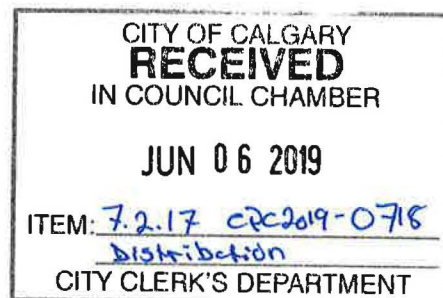 CITY OF CALGARY
RECEIVED
IN COUNCIL CHAMBER
JUN 06 2019
ITEM: 7.2.17 CPC2019-0718
Distribution
CITY CLERK'S DEPARTMENT